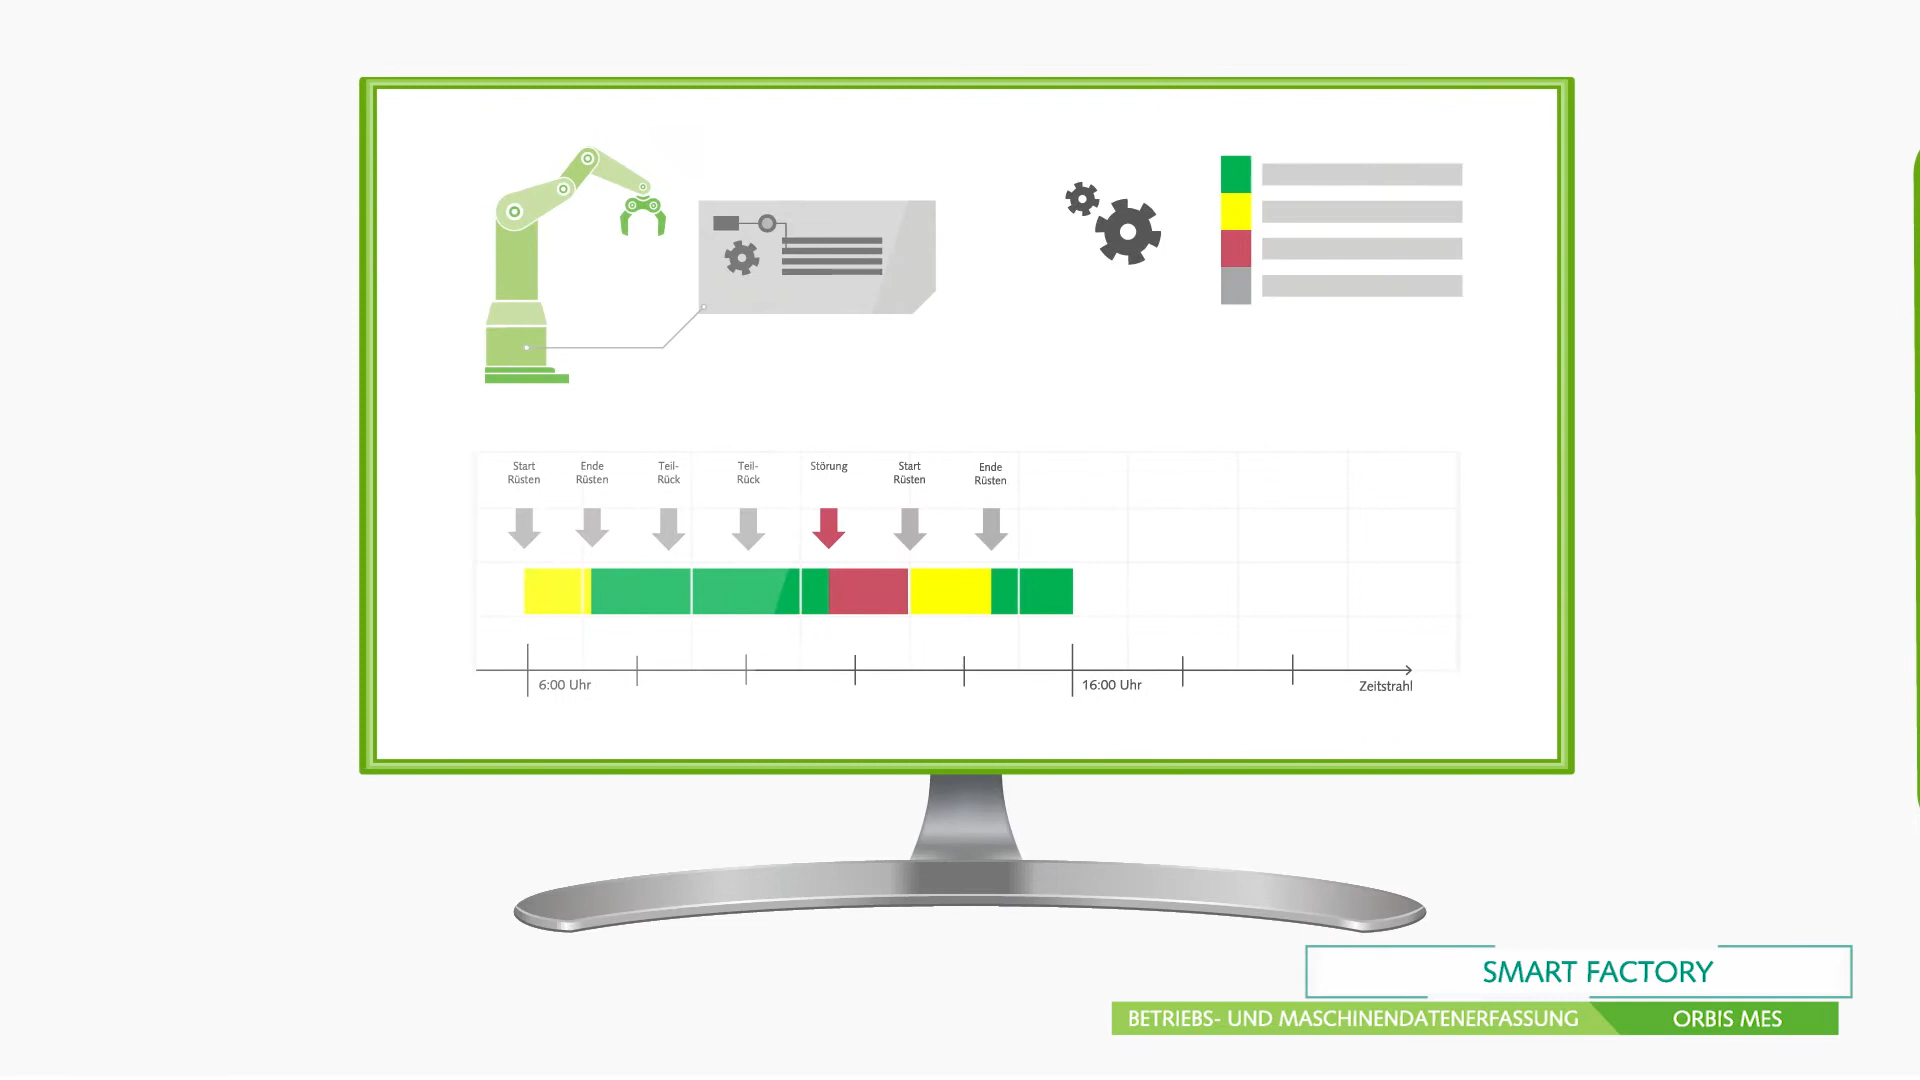 Start
Rüsten
Ende
Rüsten
Teil-
Rück
Teil-
Rück
Störung
Start
Rüsten
Ende
Rüsten
6:00 Uhr
16:00 Uhr
Zeitstrahl
SMART FACTORY
BETRIEBS- UND MASCHINENDATENERFASSUNG
ORBIS MES